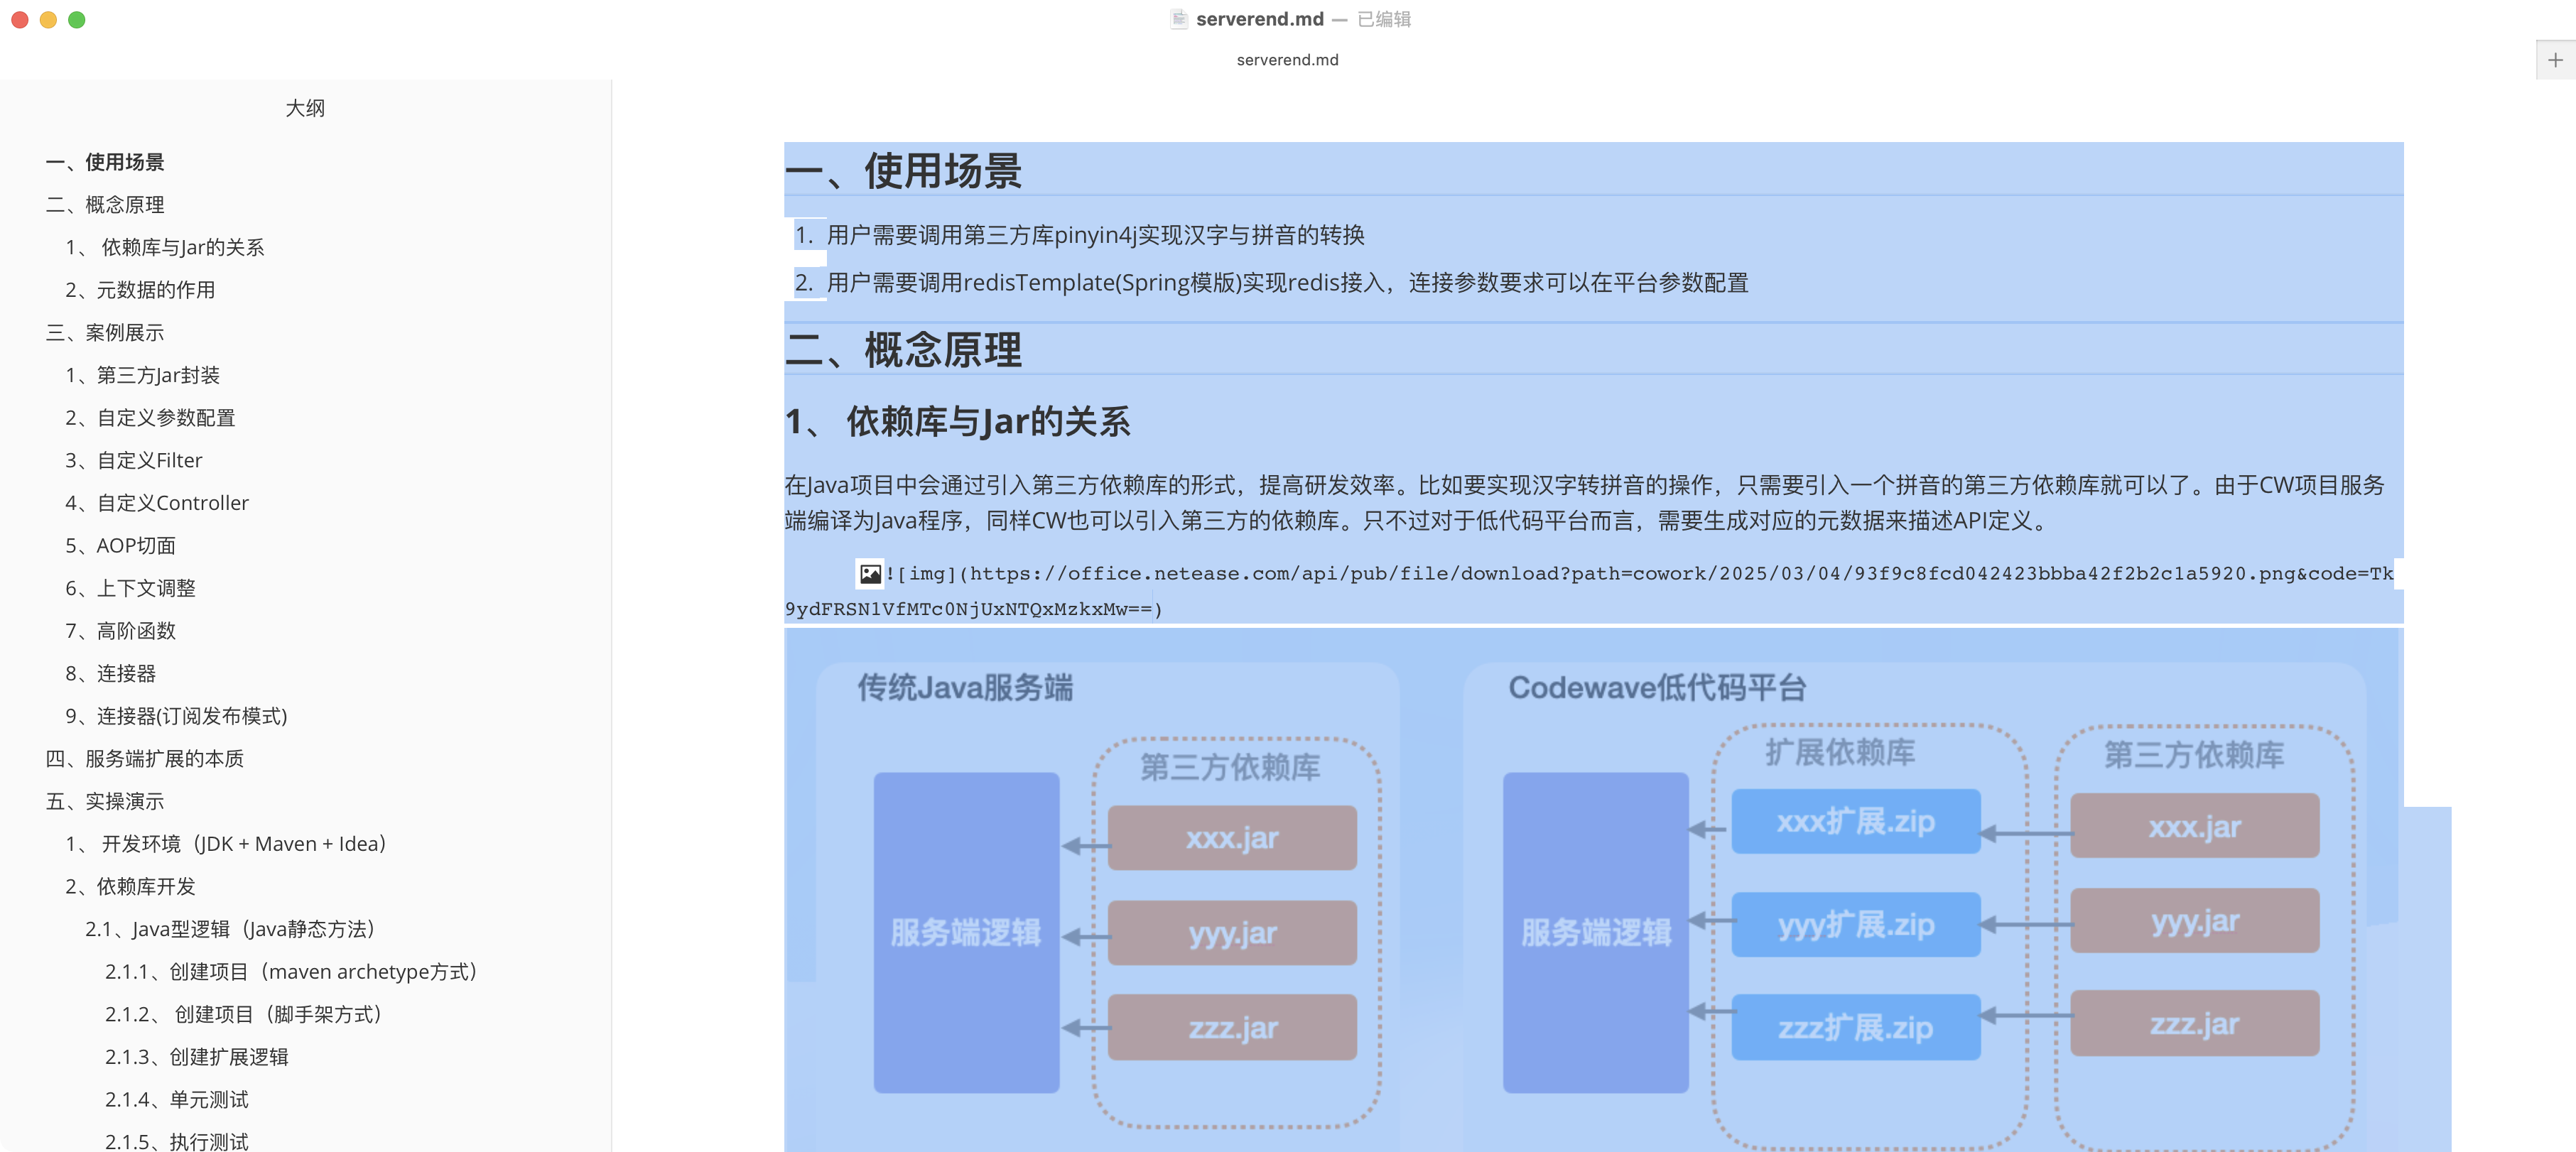 serverend.md — 已编辑
serverend.md
大纲
一、使用场景
二、概念原理
1、 依赖库与Jar的关系
2、元数据的作用
三、案例展示
1、第三方Jar封装
2、自定义参数配置
3、自定义Filter
4、自定义Controller
5、AOP切面
6、上下文调整
7、高阶函数
8、连接器
9、连接器(订阅发布模式)
四、服务端扩展的本质
五、实操演示
1、 开发环境（JDK + Maven + Idea）
2、依赖库开发
2.1、Java型逻辑（Java静态方法）
2.1.1、创建项目（maven archetype方式）
2.1.2、 创建项目（脚手架方式）
2.1.3、创建扩展逻辑
2.1.4、单元测试
2.1.5、执行测试
一、使用场景
1. 用户需要调用第三方库pinyin4j实现汉字与拼音的转换
2. 用户需要调用redisTemplate(Spring模版)实现redis接入，连接参数要求可以在平台参数配置
二、概念原理
1、 依赖库与Jar的关系
在Java项目中会通过引入第三方依赖库的形式，提高研发效率。比如要实现汉字转拼音的操作，只需要引入一个拼音的第三方依赖库就可以了。由于CW项目服务
端编译为Java程序，同样CW也可以引入第三方的依赖库。只不过对于低代码平台而言，需要生成对应的元数据来描述API定义。
![img](https://office.netease.com/api/pub/file/download?path=cowork/2025/03/04/93f9c8fcd042423bbba42f2b2c1a5920.png&code=Tk
9ydFRSN1VfMTc0NjUxNTQxMzkxMw==)
传统Java服务端
第三方依赖库
服务端逻辑
xxx.jar
yyy.jar
zzz.jar
Codewave低代码平台
扩展依赖库
第三方依赖库
服务端逻辑
xxx扩展.zip
xxx.jar
yyy扩展.zip
yyy.jar
zzz扩展.zip
zzz.jar